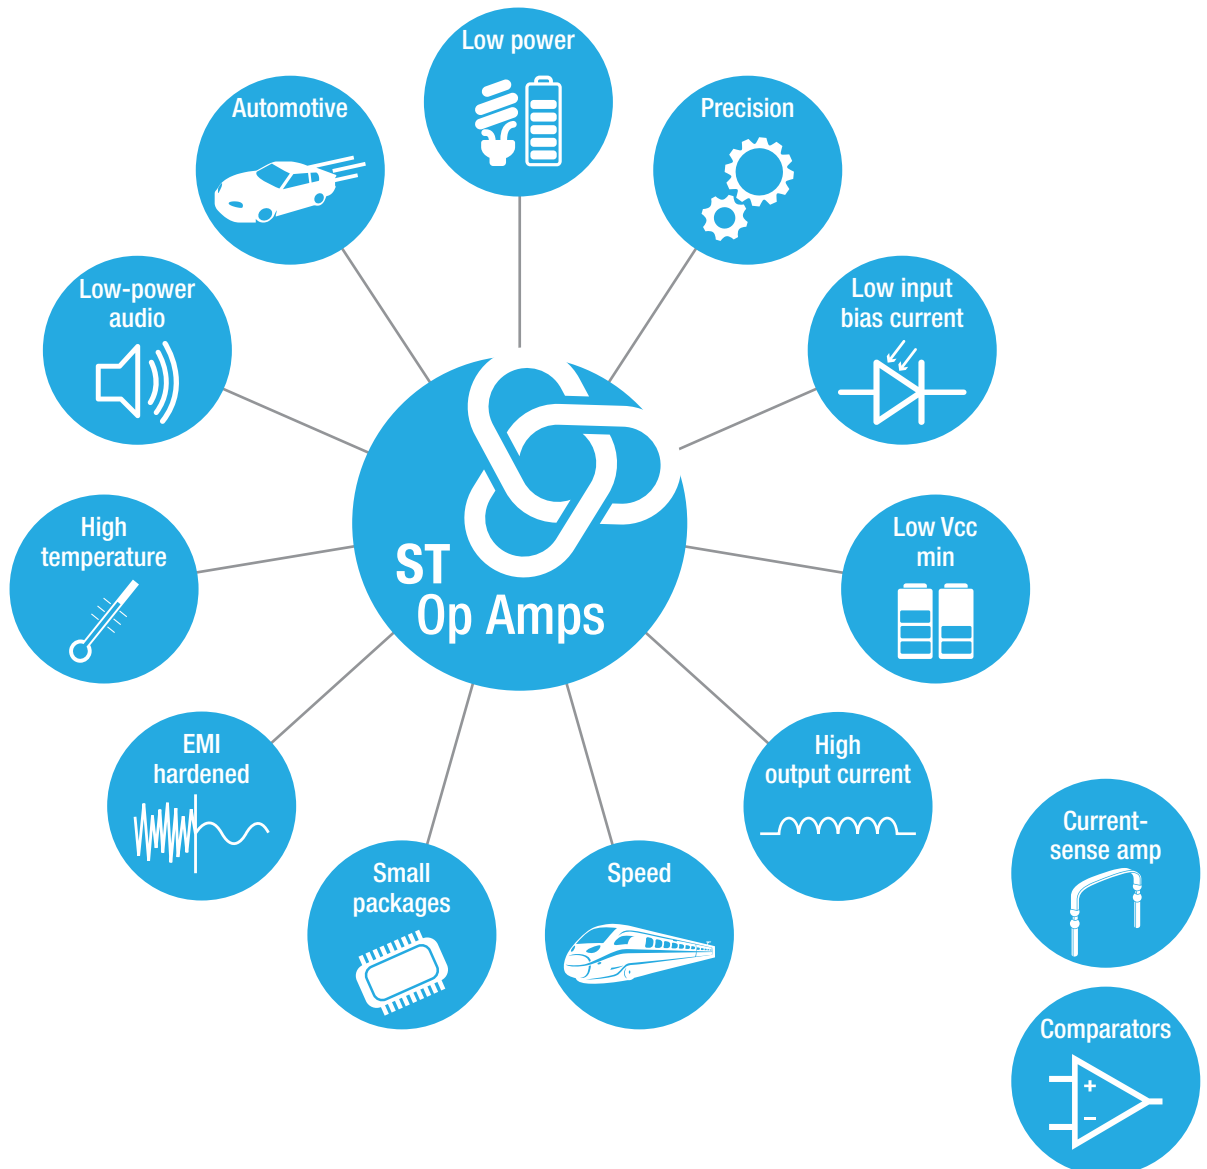 Low power
Automotive
Precision
Low-power
audio
Low input
bias current
ST
Op Amps
High
temperature
Low Vcc
min
EMI
hardened
High
output current
Small
packages
Speed
Current-
sense amp
Comparators
+
−